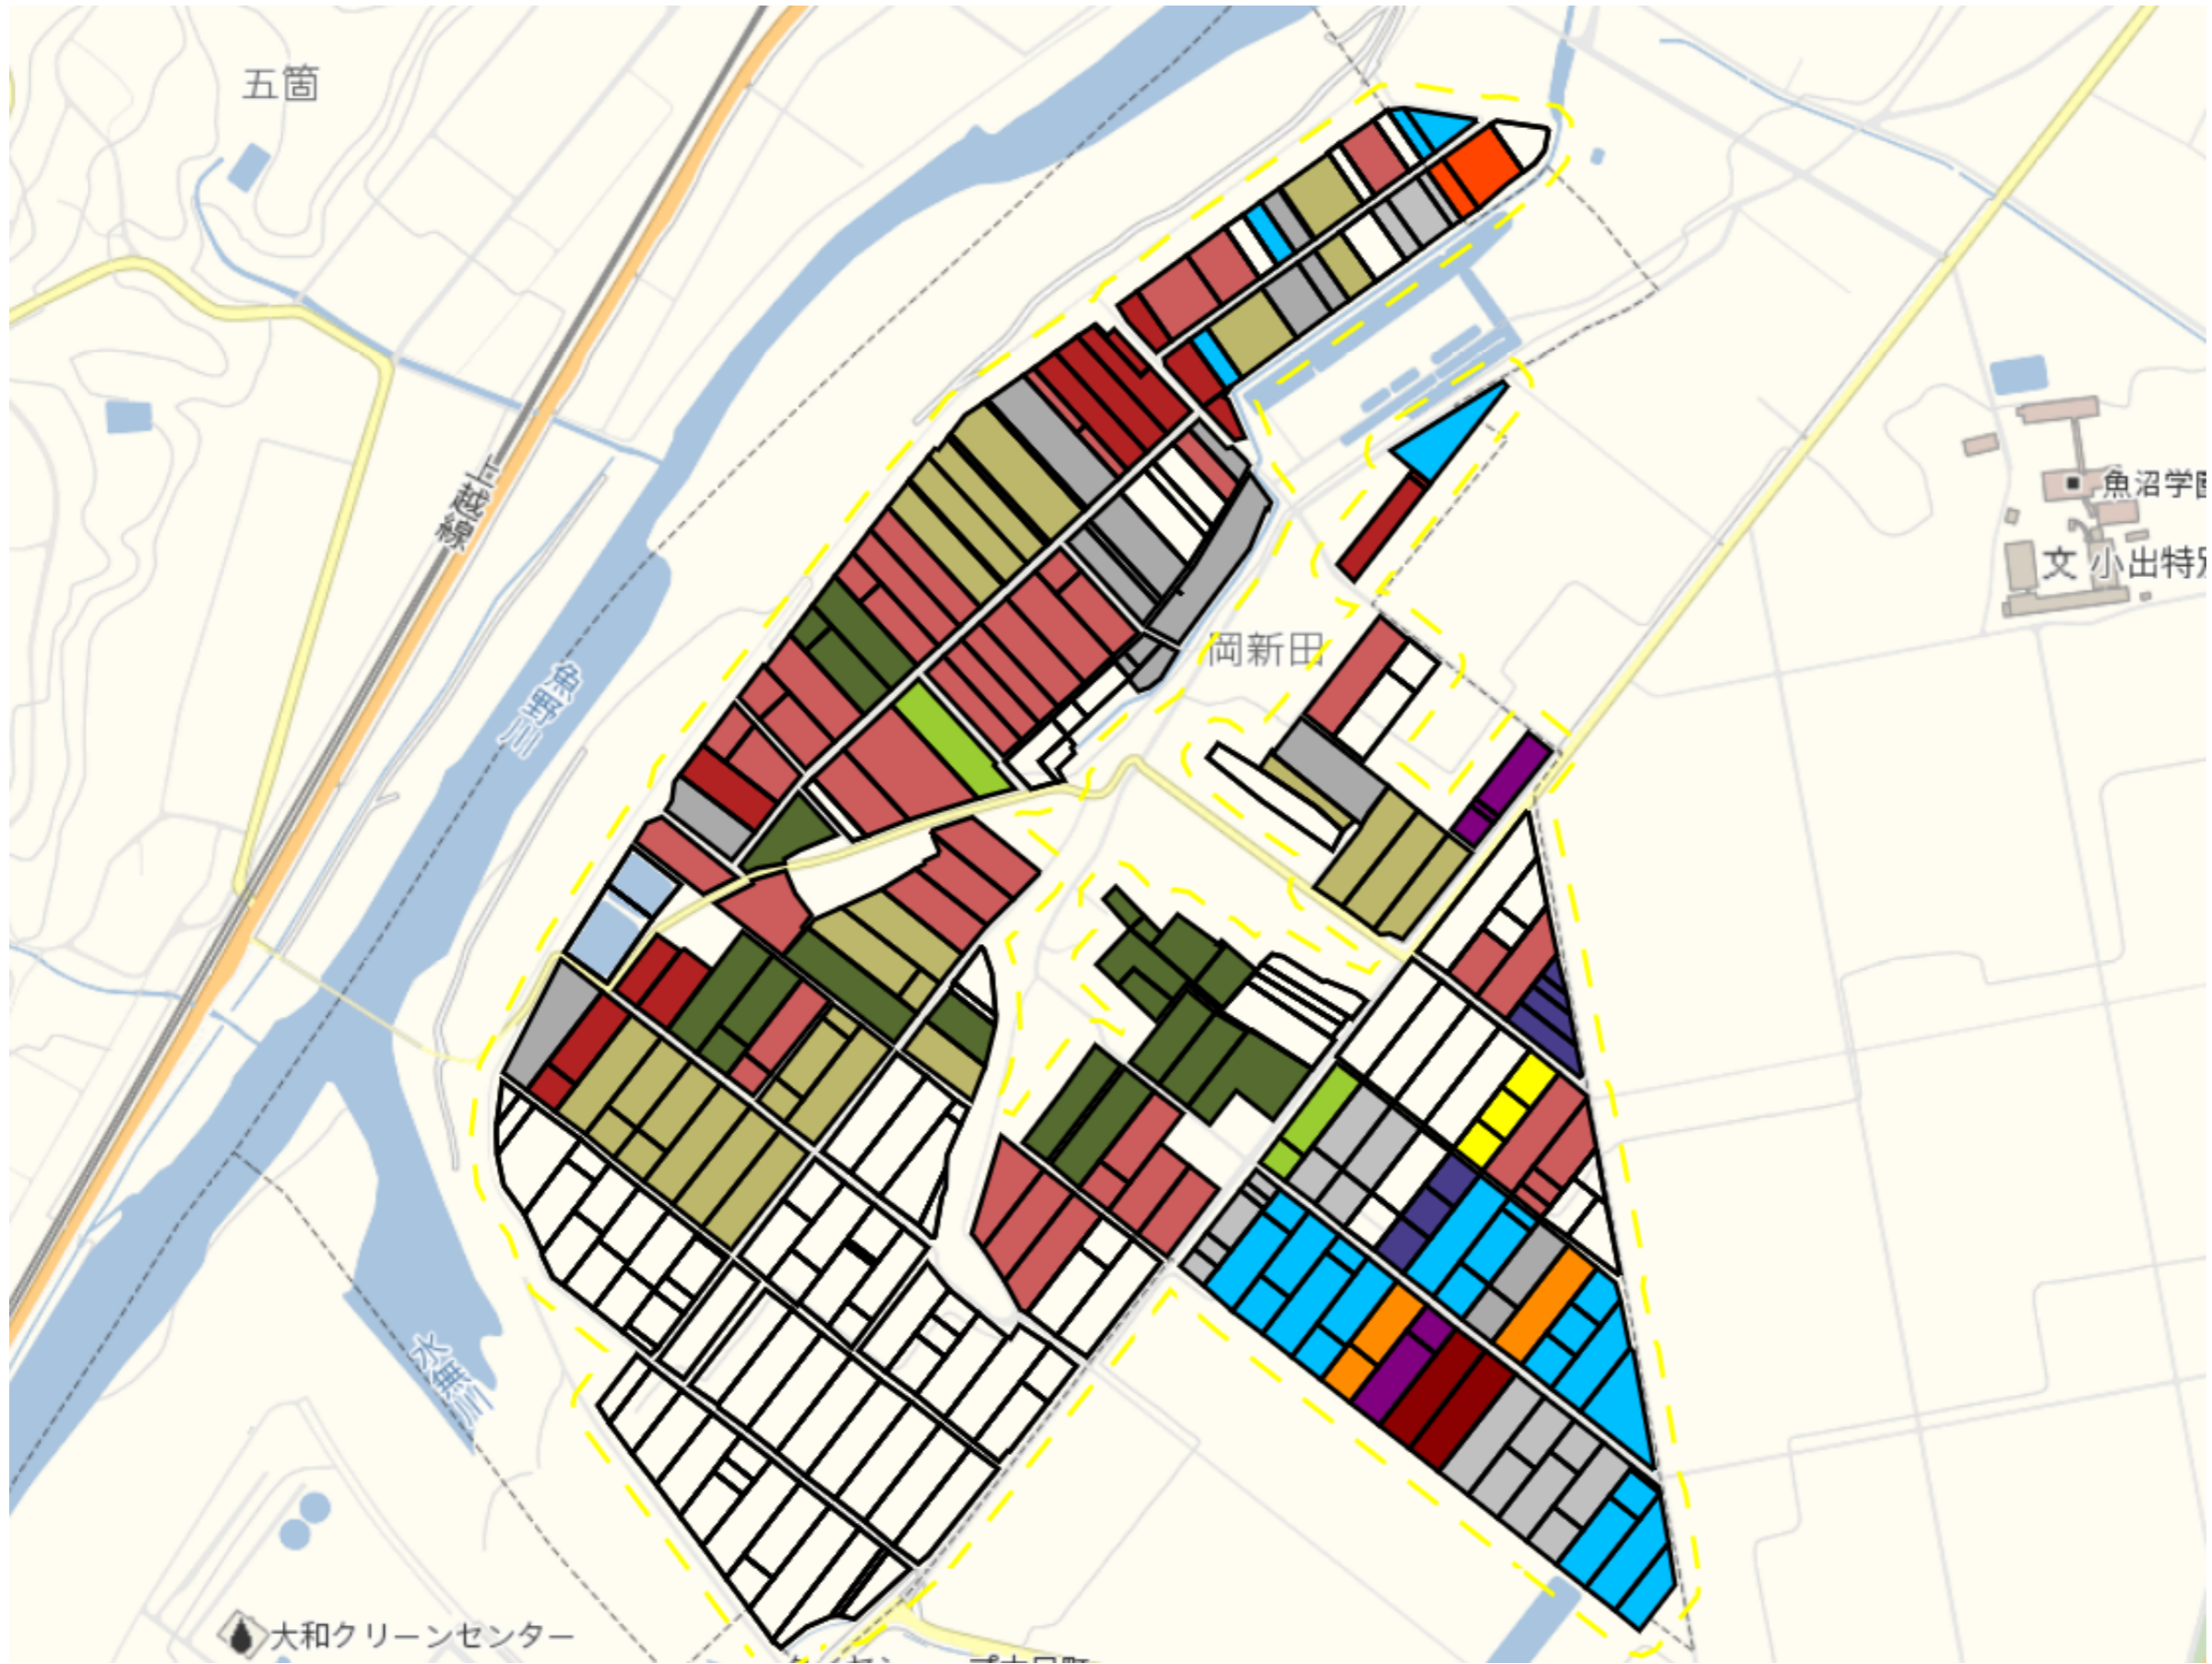 五箇
上越線
魚沼学園
文 小出特別
魚野川
岡新田
水無川
大和クリーンセンター